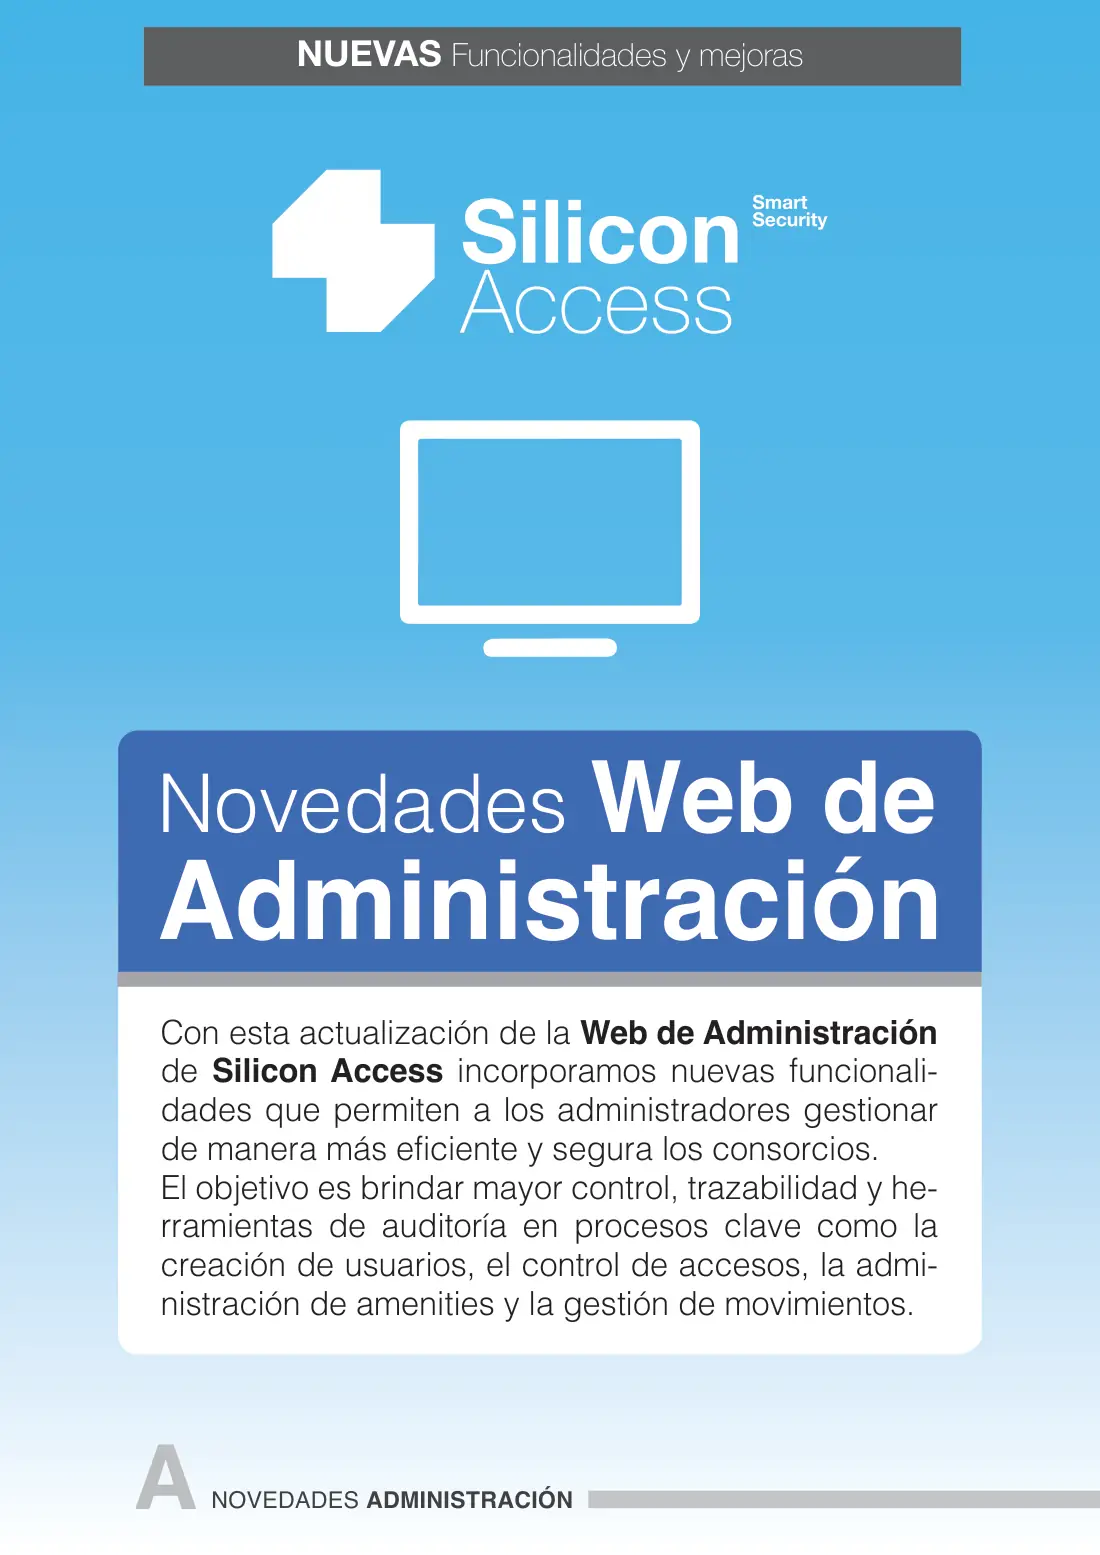 NUEVAS Funcionalidades y mejoras
Silicon
Access
Smart
Security
Novedades Web de
Administración
Con esta actualización de la Web de Administración
de Silicon Access incorporamos nuevas funcionali-
dades que permiten a los administradores gestionar
de manera más eficiente y segura los consorcios.
El objetivo es brindar mayor control, trazabilidad y he-
rramientas de auditoría en procesos clave como la
creación de usuarios, el control de accesos, la admi-
nistración de amenities y la gestión de movimientos.
A NOVEDADES ADMINISTRACIÓN